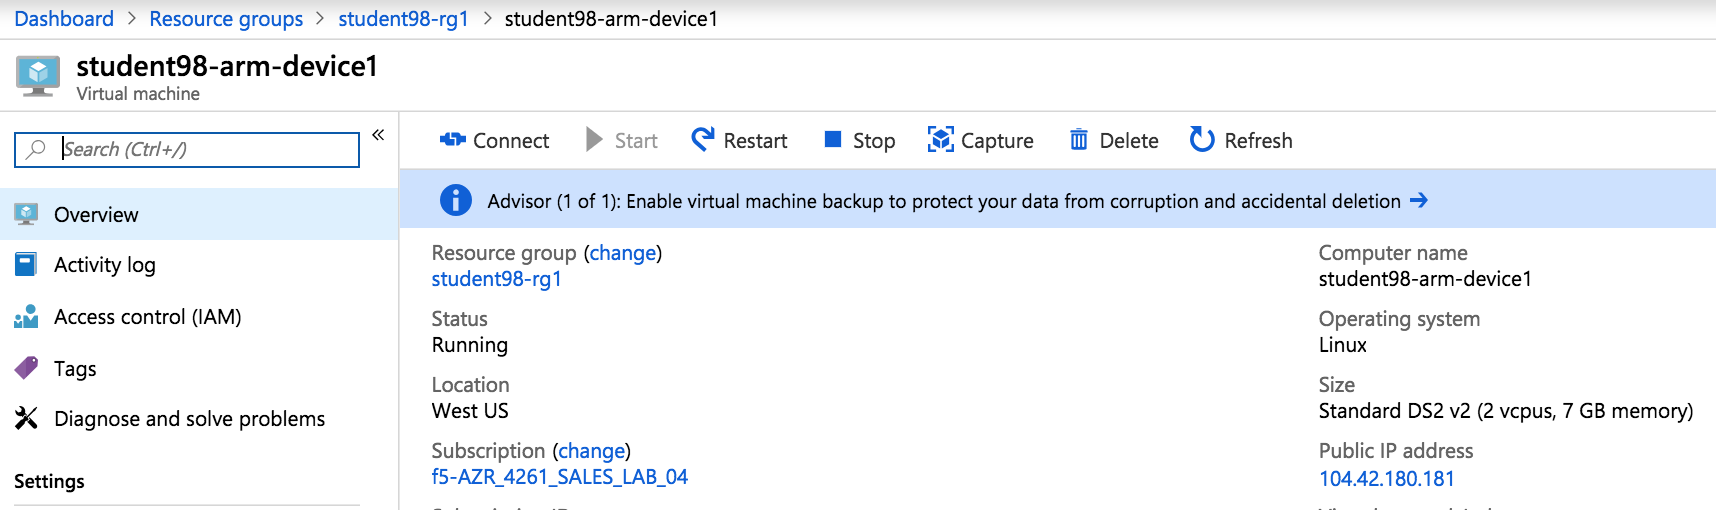 Dashboard > Resource groups > student98-rg1 > student98-arm-device1
student98-arm-device1
Virtual machine
Search (Ctrl+/)
«
Overview
Activity log
Access control (IAM)
Tags
Diagnose and solve problems
Settings
Connect Start Restart Stop Capture Delete Refresh
Advisor (1 of 1): Enable virtual machine backup to protect your data from corruption and accidental deletion →
Resource group (change)
student98-rg1
Status
Running
Location
West US
Subscription (change)
f5-AZR_4261_SALES_LAB_04
Computer name
student98-arm-device1
Operating system
Linux
Size
Standard DS2 v2 (2 vcpus, 7 GB memory)
Public IP address
104.42.180.181